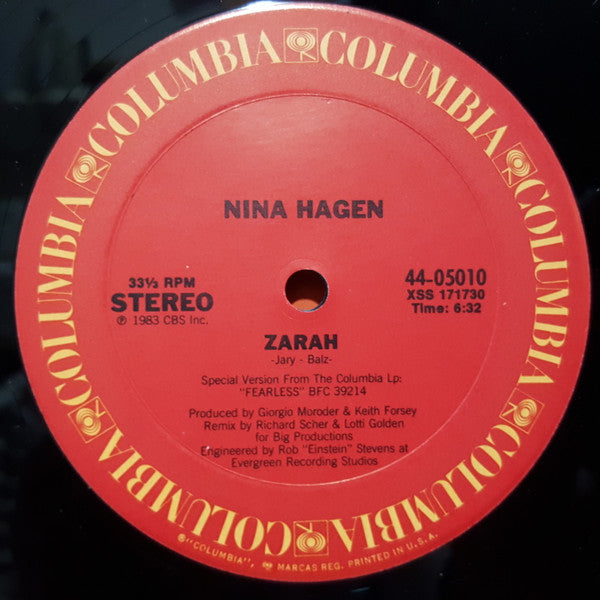 COLUMBIA COLUMBIA COLUMBIA COLUMBIA COLUMBIA COLUMBIA COLUMBIA COLUMBIA
NINA HAGEN
33⅓ RPM
STEREO
℗ 1983 CBS Inc.
44-05010
XSS 171730
Time: 6:32
ZARAH
-Jary - Balz-
Special Version From The Columbia Lp:
"FEARLESS" BFC 39214
Produced by Giorgio Moroder & Keith Forsey
Remix by Richard Scher & Lotti Golden
for Big Productions
Engineered by Rob "Einstein" Stevens at
Evergreen Recording Studios
®"COLUMBIA", MARCAS REG. PRINTED IN U.S.A.